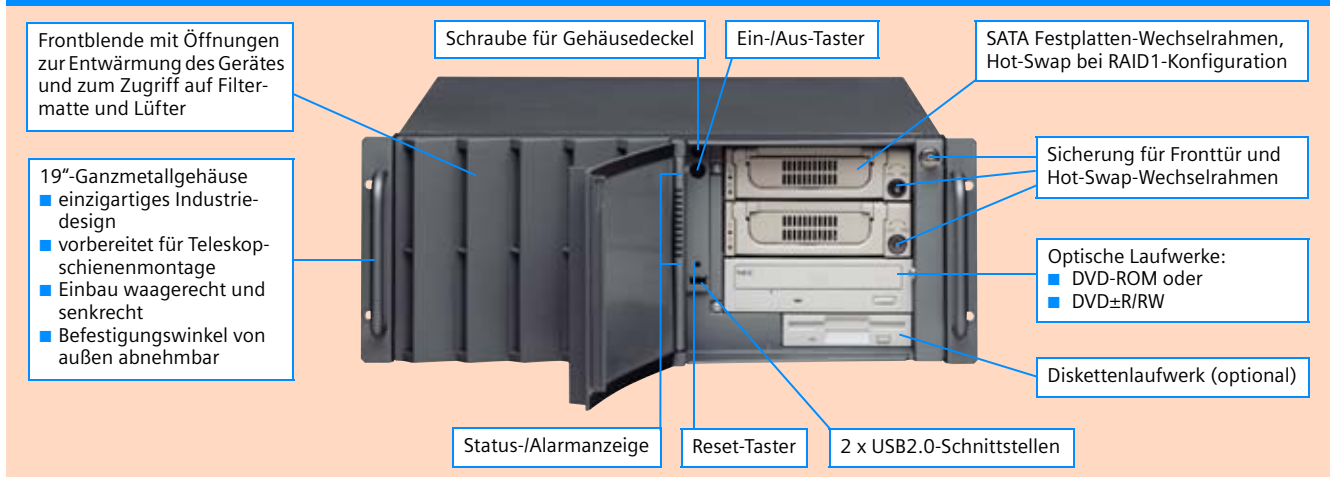 Frontblende mit Öffnungen
zur Entwärmung des Gerätes
und zum Zugriff auf Filter-
matte und Lüfter
Schraube für Gehäusedeckel
Ein-/Aus-Taster
SATA Festplatten-Wechselrahmen,
Hot-Swap bei RAID1-Konfiguration
19“-Ganzmetallgehäuse
■ einzigartiges Industrie-
design
■ vorbereitet für Teleskop-
schienenmontage
■ Einbau waagerecht und
senkrecht
■ Befestigungswinkel von
außen abnehmbar
Sicherung für Fronttür und
Hot-Swap-Wechselrahmen
NEC
Optische Laufwerke:
■ DVD-ROM oder
■ DVD±R/RW
Diskettenlaufwerk (optional)
Status-/Alarmanzeige
Reset-Taster
2 x USB2.0-Schnittstellen